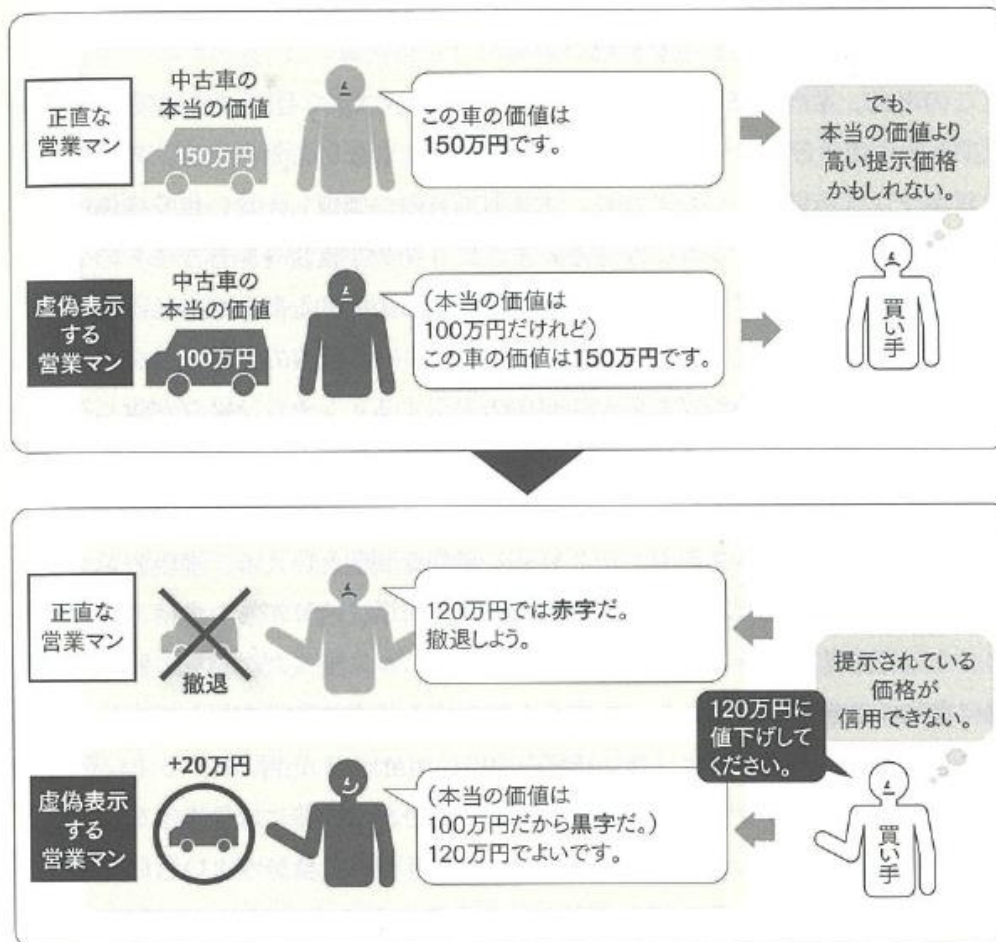 正直な
営業マン
中古車の
本当の価値
150万円
この車の価値は
150万円です。
でも、
本当の価値より
高い提示価格
かもしれない。
虚偽表示
する
営業マン
中古車の
本当の価値
100万円
(本当の価値は
100万円だけれど)
この車の価値は150万円です。
買い手
正直な
営業マン
撤退
120万円では赤字だ。
撤退しよう。
提示されている
価格が
信用できない。
120万円に
値下げして
ください。
虚偽表示
する
営業マン
+20万円
(本当の価値は
100万円だから黒字だ。)
120万円でよいです。
買い手